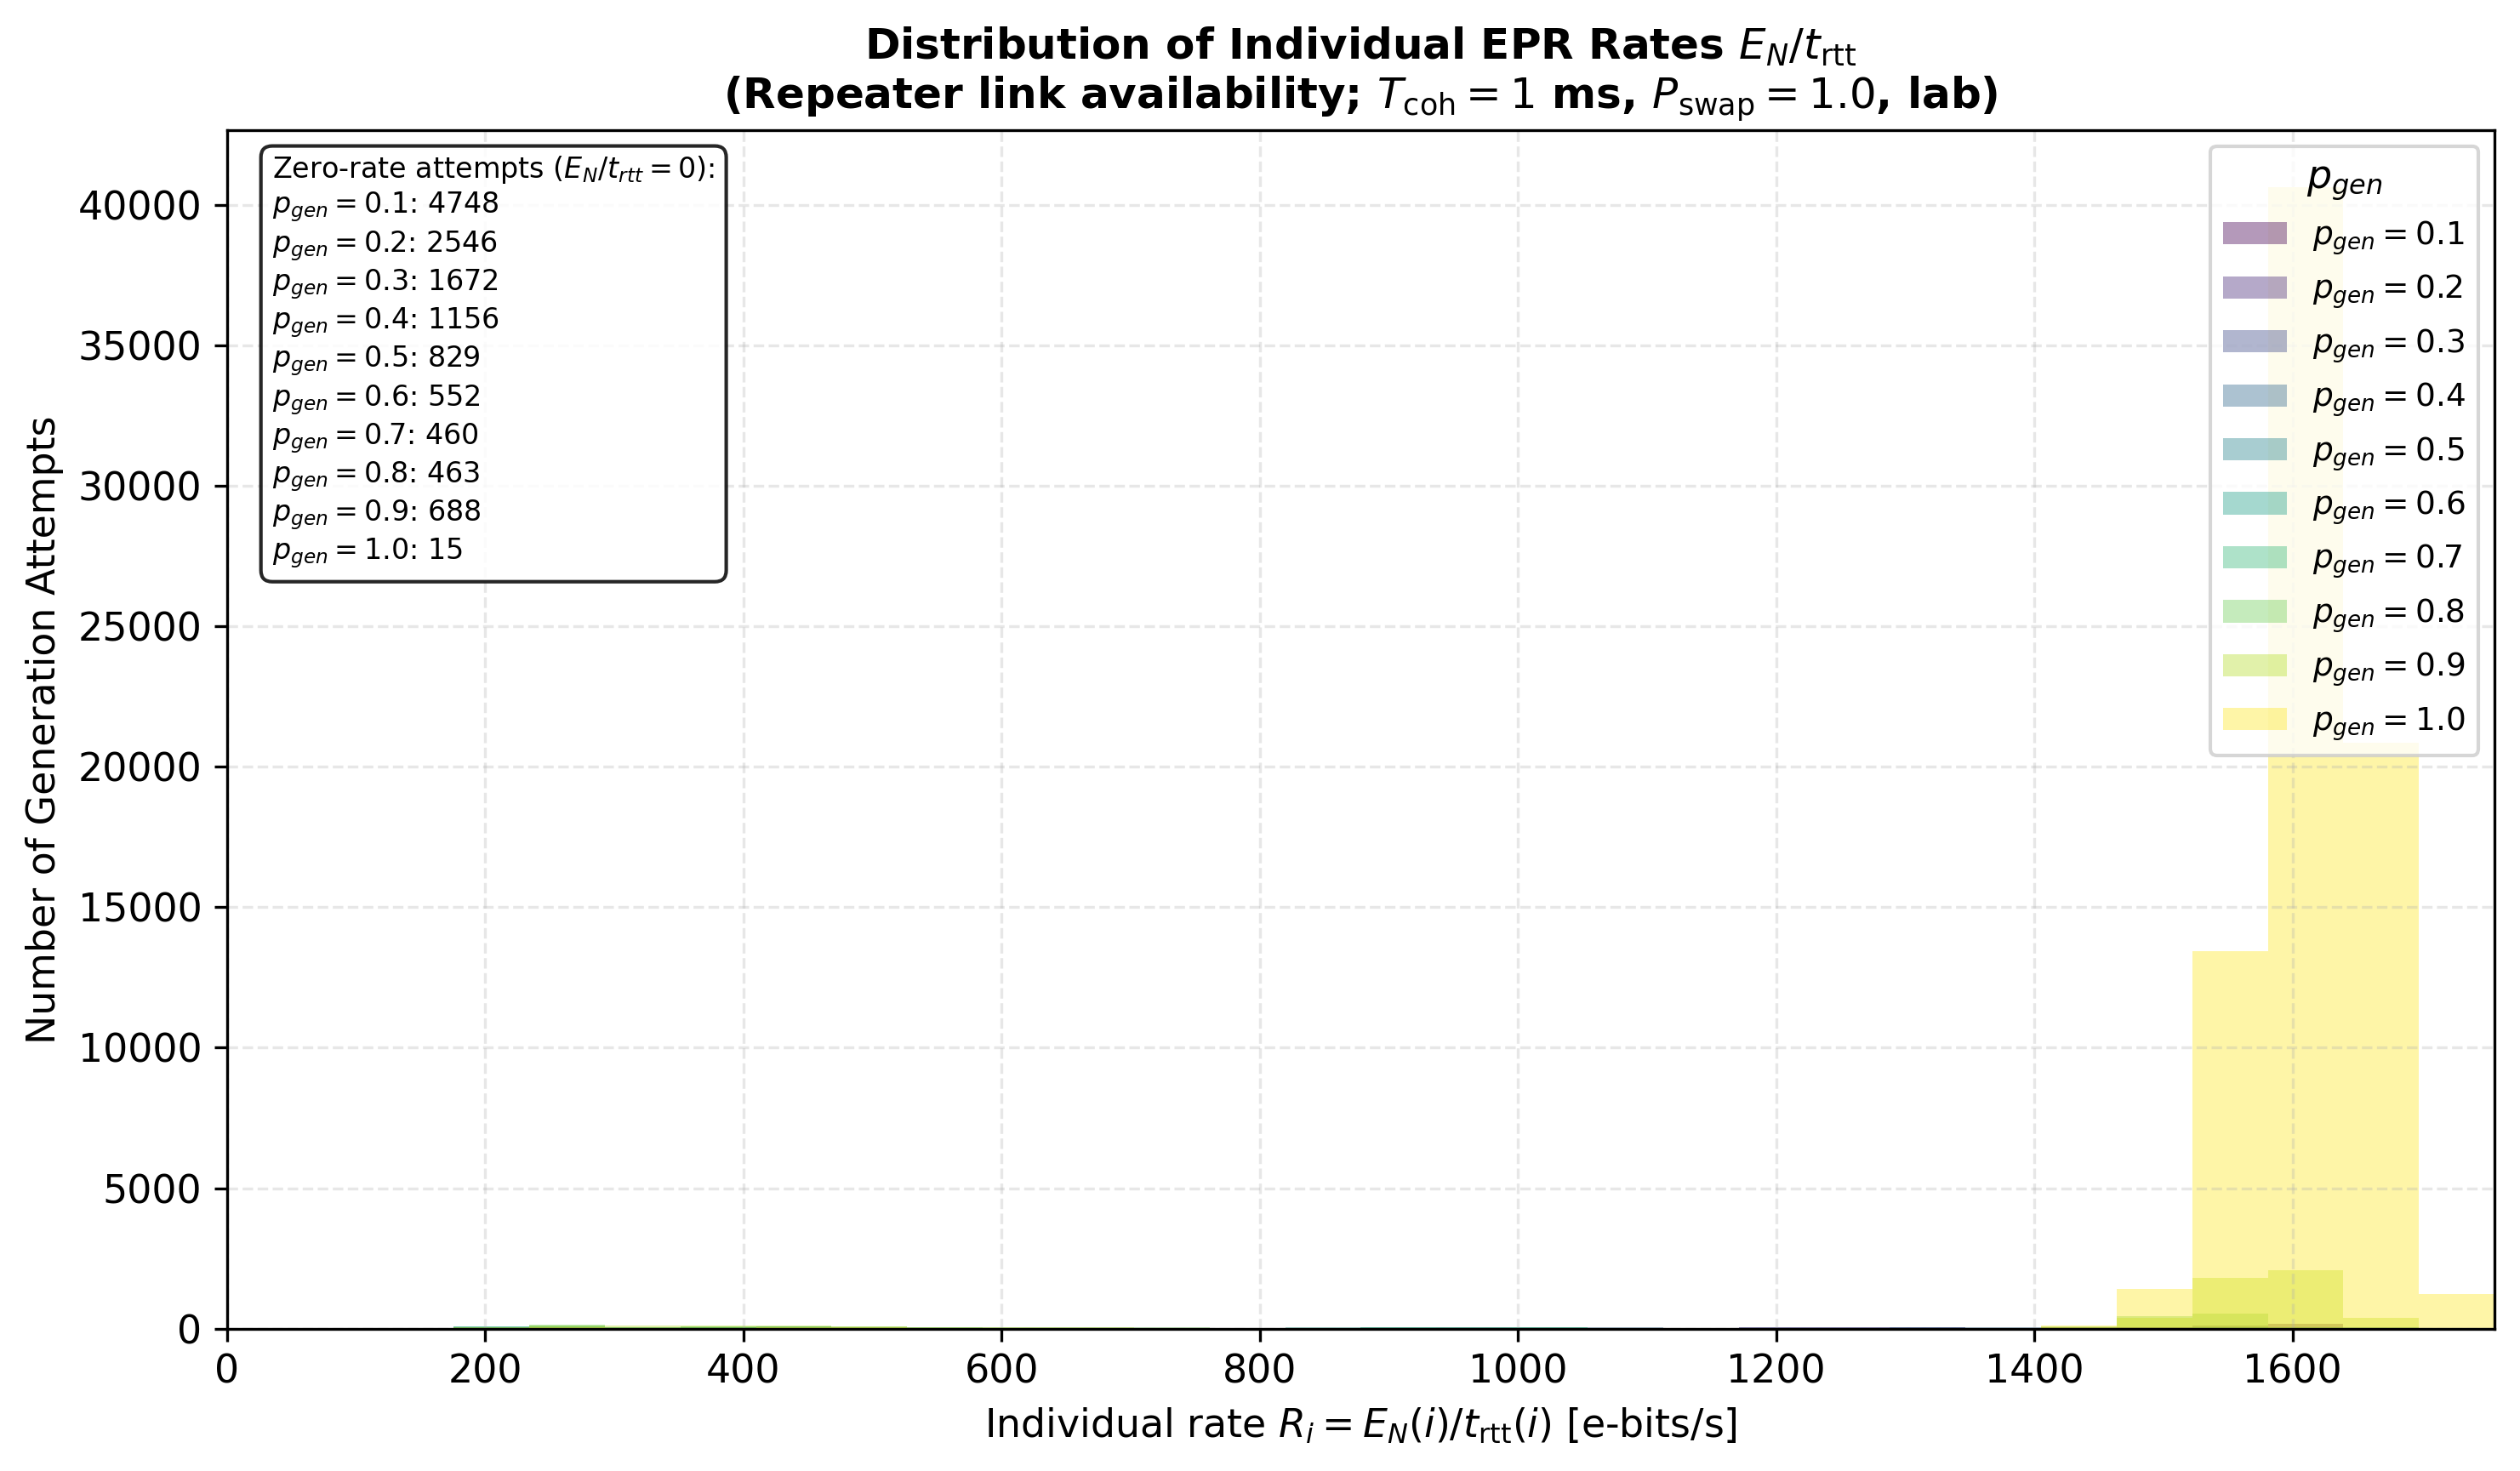 Distribution of Individual EPR Rates E_N/t_rtt
(Repeater link availability; T_coh = 1 ms, P_swap = 1.0, lab)
Zero-rate attempts (E_N/t_rtt = 0):
p_gen = 0.1: 4748
p_gen = 0.2: 2546
p_gen = 0.3: 1672
p_gen = 0.4: 1156
p_gen = 0.5: 829
p_gen = 0.6: 552
p_gen = 0.7: 460
p_gen = 0.8: 463
p_gen = 0.9: 688
p_gen = 1.0: 15
p_gen
p_gen = 0.1
p_gen = 0.2
p_gen = 0.3
p_gen = 0.4
p_gen = 0.5
p_gen = 0.6
p_gen = 0.7
p_gen = 0.8
p_gen = 0.9
p_gen = 1.0
Number of Generation Attempts
40000
35000
30000
25000
20000
15000
10000
5000
0
0 200 400 600 800 1000 1200 1400 1600
Individual rate R_i = E_N(i)/t_rtt(i) [e-bits/s]